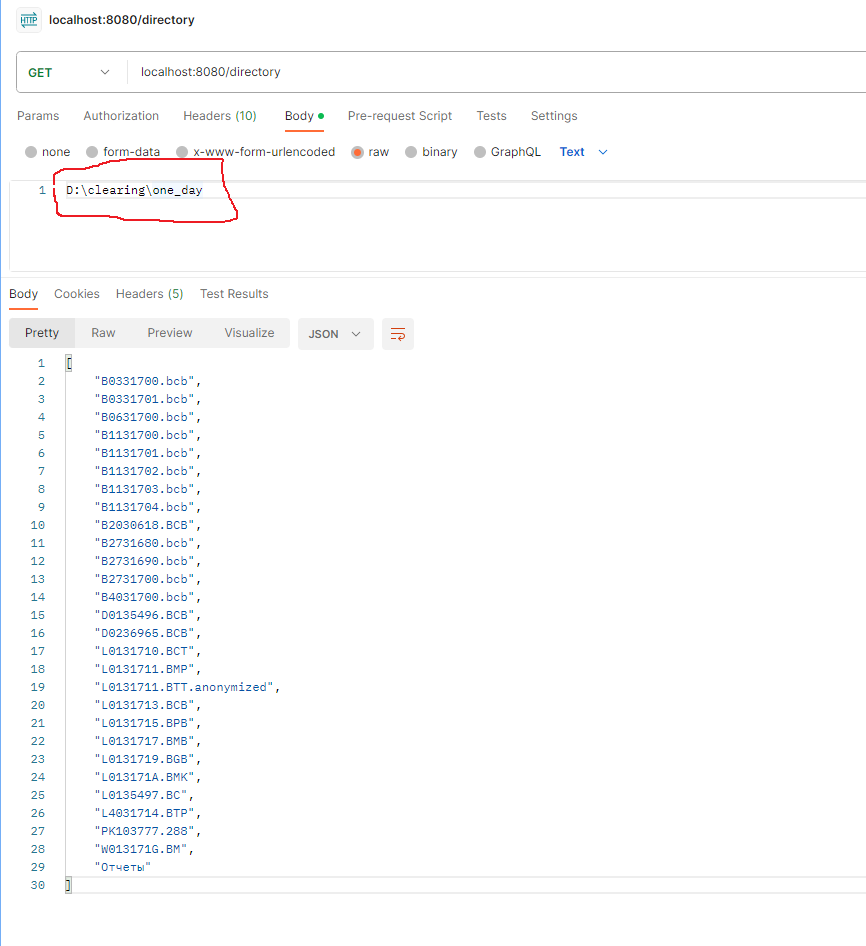 HTTP localhost:8080/directory
GET localhost:8080/directory
Params Authorization Headers (10) Body Pre-request Script Tests Settings
none form-data x-www-form-urlencoded raw binary GraphQL Text
1 D:\clearing\one_day
Body Cookies Headers (5) Test Results
Pretty Raw Preview Visualize JSON
1 [
2 "B0331700.bcb",
3 "B0331701.bcb",
4 "B0631700.bcb",
5 "B1131700.bcb",
6 "B1131701.bcb",
7 "B1131702.bcb",
8 "B1131703.bcb",
9 "B1131704.bcb",
10 "B2030618.BCB",
11 "B2731680.bcb",
12 "B2731690.bcb",
13 "B2731700.bcb",
14 "B4031700.bcb",
15 "D0135496.BCB",
16 "D0236965.BCB",
17 "L0131710.BCT",
18 "L0131711.BMP",
19 "L0131711.BTT.anonymized",
20 "L0131713.BCB",
21 "L0131715.BPB",
22 "L0131717.BMB",
23 "L0131719.BGB",
24 "L013171A.BMK",
25 "L0135497.BC",
26 "L4031714.BTP",
27 "PK103777.288",
28 "W013171G.BM",
29 "Отчеты"
30 ]